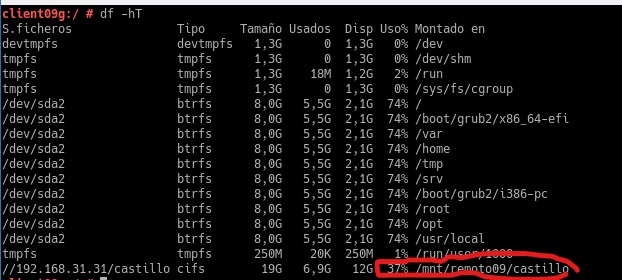 client09g:/ # df -hT
S.ficheros Tipo Tamaño Usados Disp Uso% Montado en
devtmpfs devtmpfs 1,3G 0 1,3G 0% /dev
tmpfs tmpfs 1,3G 0 1,3G 0% /dev/shm
tmpfs tmpfs 1,3G 18M 1,2G 2% /run
tmpfs tmpfs 1,3G 0 1,3G 0% /sys/fs/cgroup
/dev/sda2 btrfs 8,0G 5,5G 2,1G 74% /
/dev/sda2 btrfs 8,0G 5,5G 2,1G 74% /boot/grub2/x86_64-efi
/dev/sda2 btrfs 8,0G 5,5G 2,1G 74% /var
/dev/sda2 btrfs 8,0G 5,5G 2,1G 74% /home
/dev/sda2 btrfs 8,0G 5,5G 2,1G 74% /tmp
/dev/sda2 btrfs 8,0G 5,5G 2,1G 74% /srv
/dev/sda2 btrfs 8,0G 5,5G 2,1G 74% /boot/grub2/i386-pc
/dev/sda2 btrfs 8,0G 5,5G 2,1G 74% /root
/dev/sda2 btrfs 8,0G 5,5G 2,1G 74% /opt
/dev/sda2 btrfs 8,0G 5,5G 2,1G 74% /usr/local
tmpfs tmpfs 250M 20K 250M 1% /run/user/1000
//192.168.31.31/castillo cifs 19G 6,9G 12G 37% /mnt/remoto09/castillo
client09g:/ #